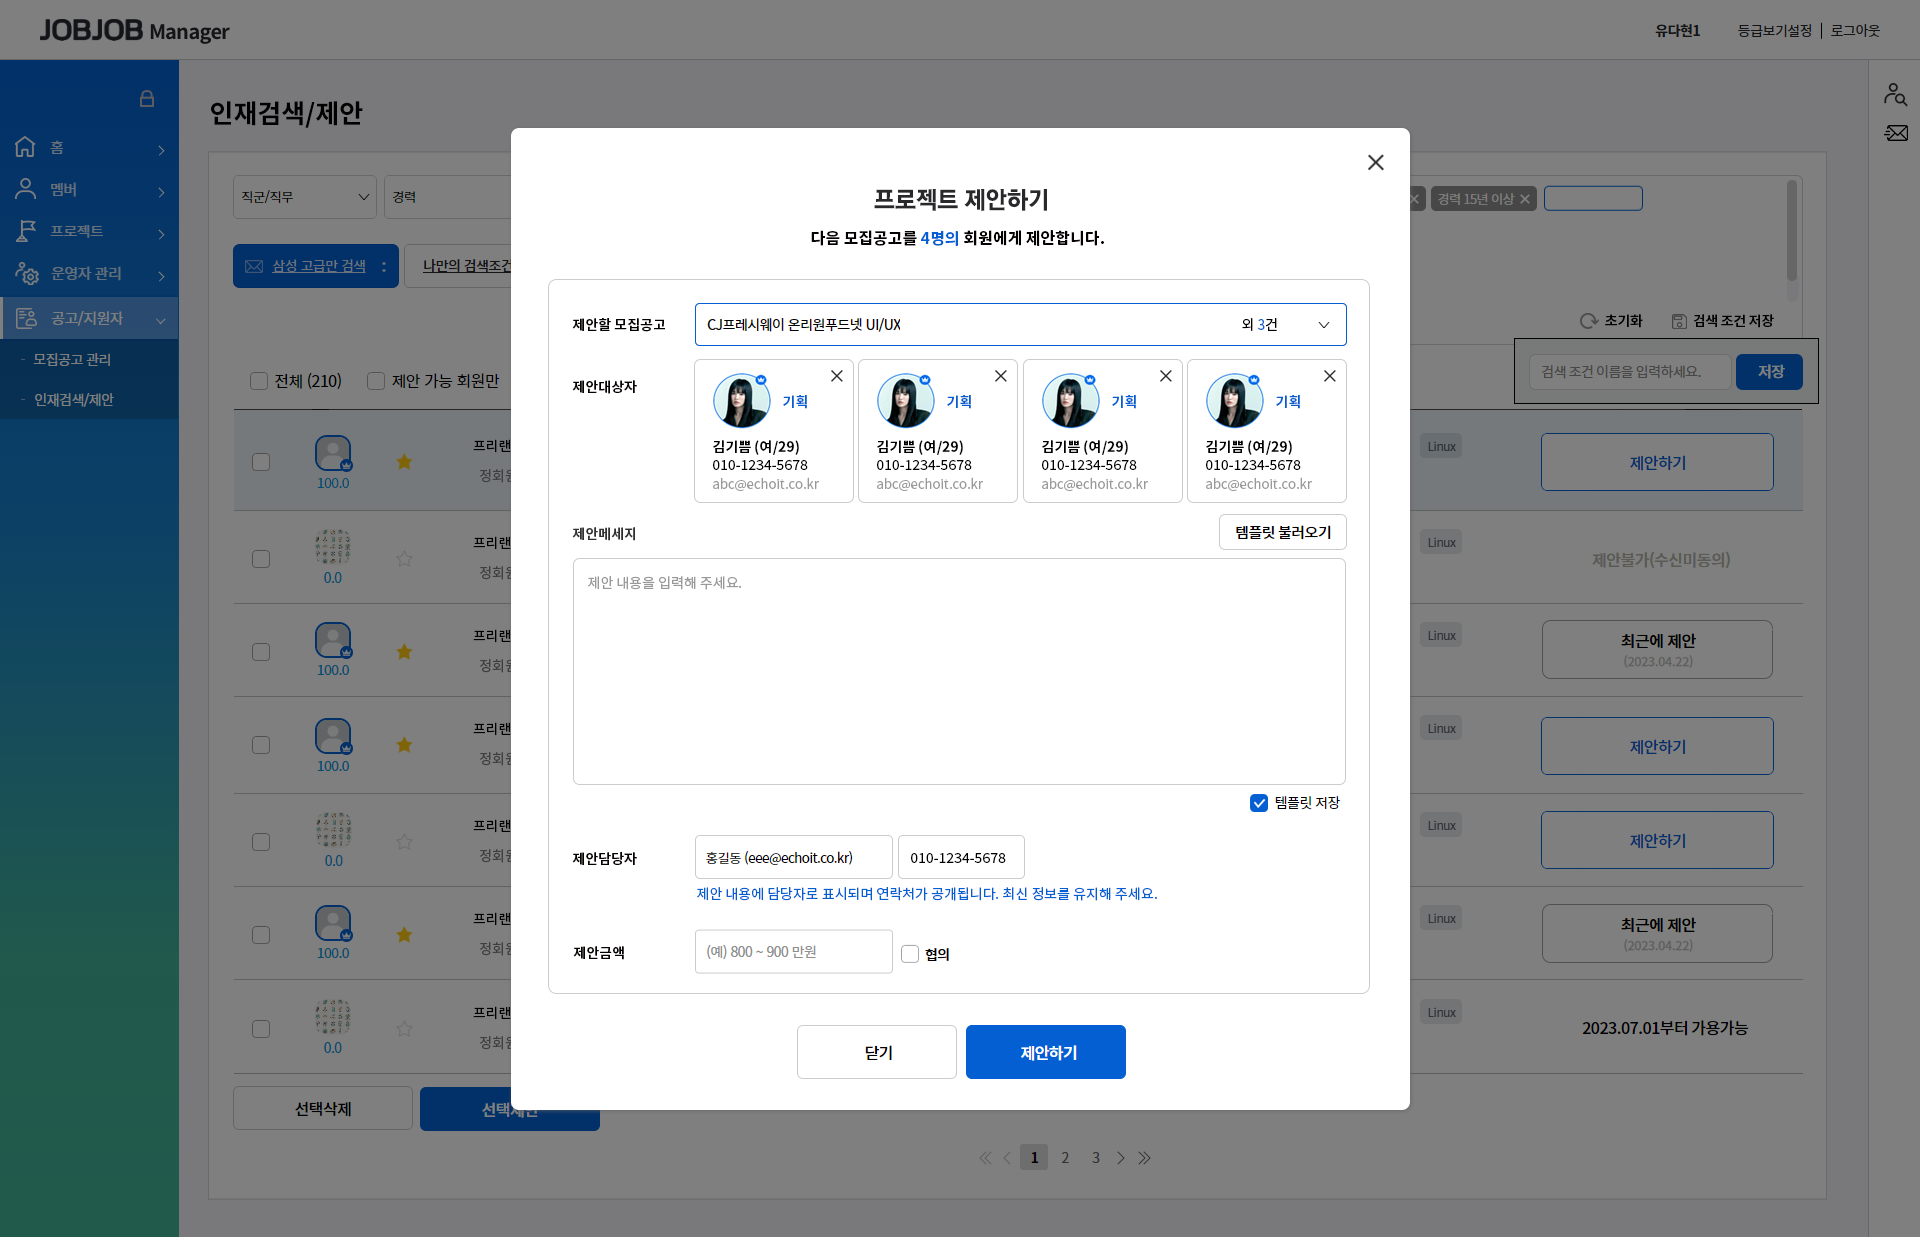 JOBJOB Manager
유다현1
등급보기설정 | 로그아웃
홈
멤버
프로젝트
운영자 관리
공고/지원자
- 모집공고 관리
- 인재검색/제안
인재검색/제안
직군/직무
경력
경력 15년 이상
삼성 고급만 검색
나만의 검색조건
초기화
검색 조건 저장
검색 조건 이름을 입력하세요.
저장
전체 (210)
제안 가능 회원만
100.0
프리랜
정회원
Linux
제안하기
0.0
프리랜
정회원
Linux
제안불가(수신미동의)
100.0
프리랜
정회원
Linux
최근에 제안
(2023.04.22)
100.0
프리랜
정회원
Linux
제안하기
0.0
프리랜
정회원
Linux
제안하기
100.0
프리랜
정회원
Linux
최근에 제안
(2023.04.22)
0.0
프리랜
정회원
Linux
2023.07.01부터 가용가능
선택삭제
선택제안
1 2 3
프로젝트 제안하기
다음 모집공고를 4명의 회원에게 제안합니다.
제안할 모집공고
CJ프레시웨이 온리원푸드넷 UI/UX
외 3건
제안대상자
기획
김기쁨 (여/29)
010-1234-5678
abc@echoit.co.kr
기획
김기쁨 (여/29)
010-1234-5678
abc@echoit.co.kr
기획
김기쁨 (여/29)
010-1234-5678
abc@echoit.co.kr
기획
김기쁨 (여/29)
010-1234-5678
abc@echoit.co.kr
제안메세지
템플릿 불러오기
제안 내용을 입력해 주세요.
템플릿 저장
제안담당자
홍길동 (eee@echoit.co.kr)
010-1234-5678
제안 내용에 담당자로 표시되며 연락처가 공개됩니다. 최신 정보를 유지해 주세요.
제안금액
(예) 800 ~ 900 만원
협의
닫기
제안하기